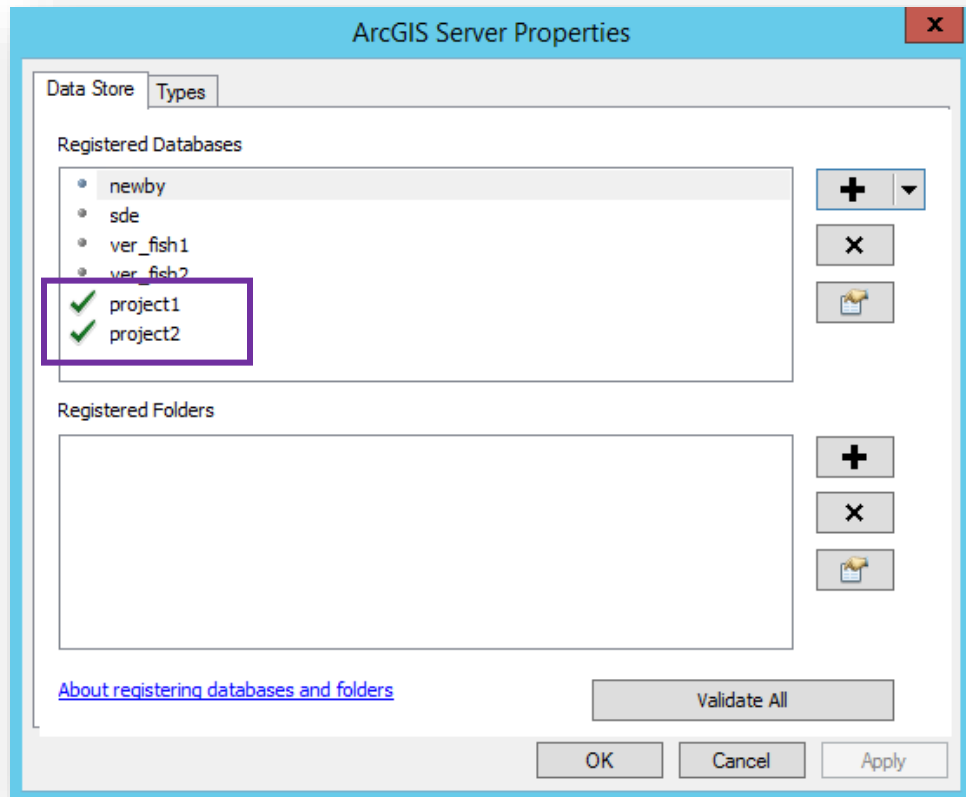 ArcGIS Server Properties
x
Data Store Types
Registered Databases
newby
sde
ver_fish1
ver_fish2
project1
project2
Registered Folders
About registering databases and folders
Validate All
OK Cancel Apply